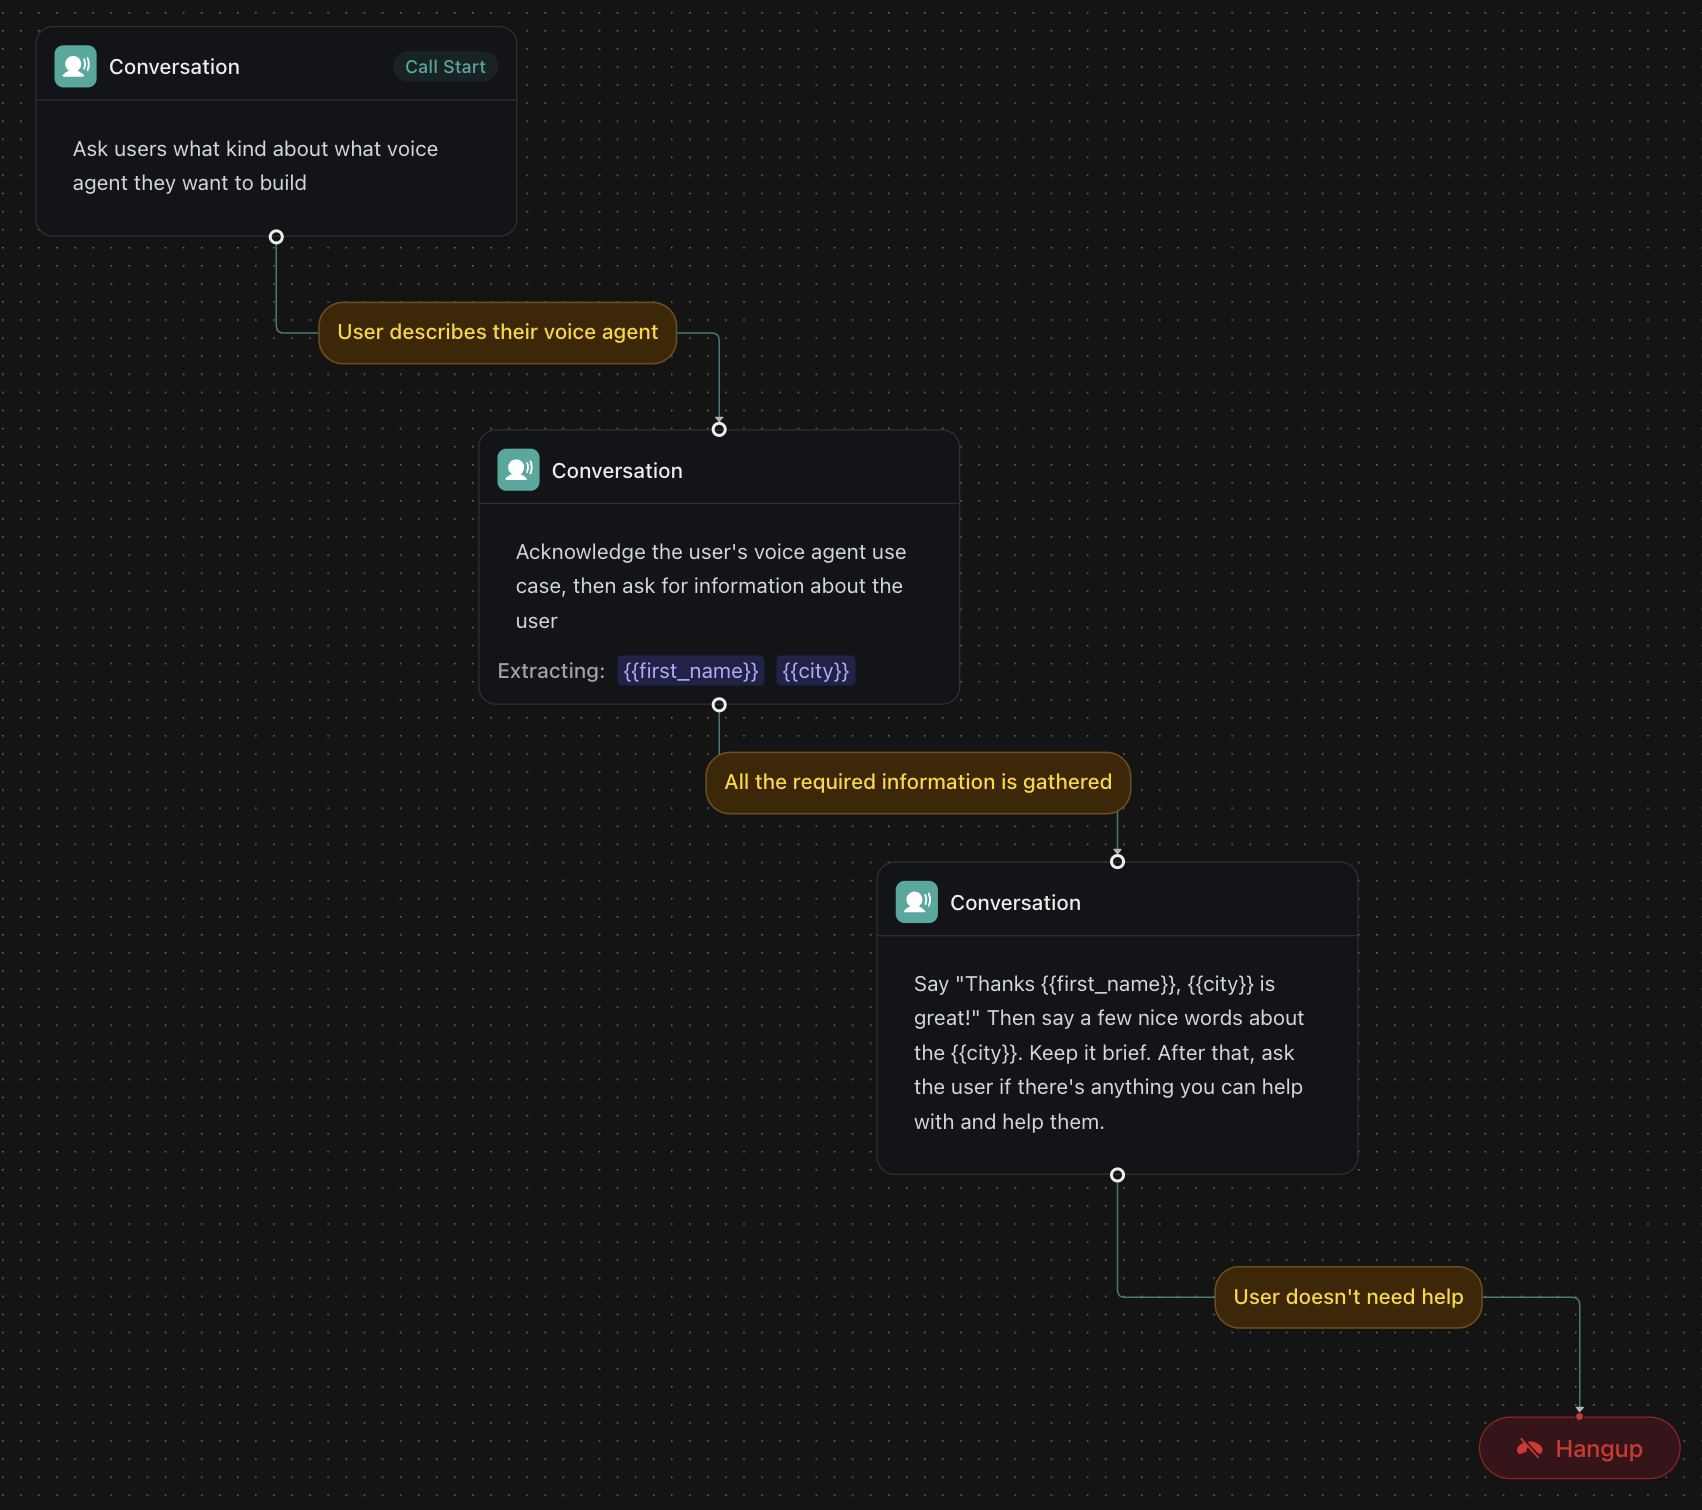 Conversation
Call Start
Ask users what kind about what voice
agent they want to build
User describes their voice agent
Conversation
Acknowledge the user's voice agent use
case, then ask for information about the
user
Extracting: {{first_name}} {{city}}
All the required information is gathered
Conversation
Say "Thanks {{first_name}}, {{city}} is
great!" Then say a few nice words about
the {{city}}. Keep it brief. After that, ask
the user if there's anything you can help
with and help them.
User doesn't need help
Hangup